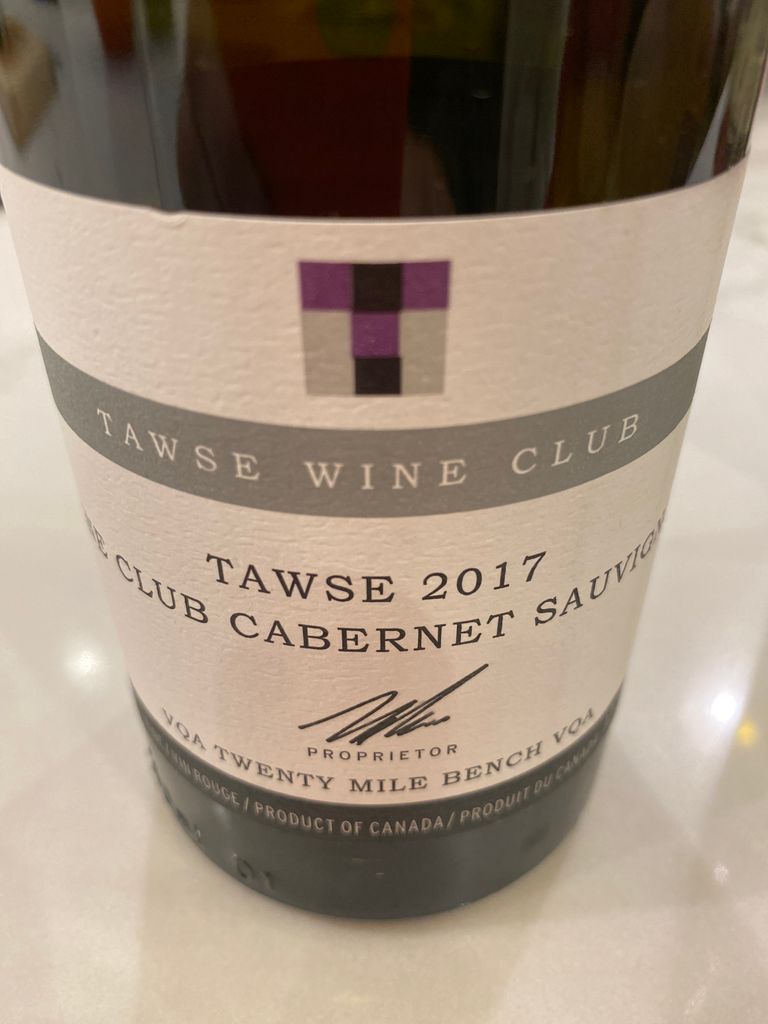 TAWSE WINE CLUB
TAWSE 2017
CLUB CABERNET
PROPRIETOR
VQA TWENTY MILE BENCH VQA
ROUGE / PRODUCT OF CANADA / PRODUIT DU CANADA